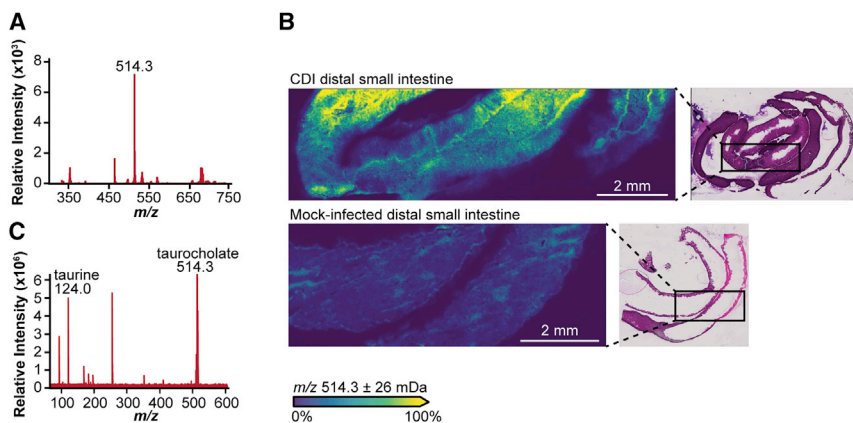 A
Relative Intensity (x10³)
8
6
4
2
0
514.3
350 450 550 650 750
m/z
B
CDI distal small intestine
2 mm
Mock-infected distal small intestine
2 mm
m/z 514.3 ± 26 mDa
0% 100%
C
Relative Intensity (x10⁶)
6
5
4
3
2
1
0
taurine
124.0
taurocholate
514.3
100 200 300 400 500 600
m/z